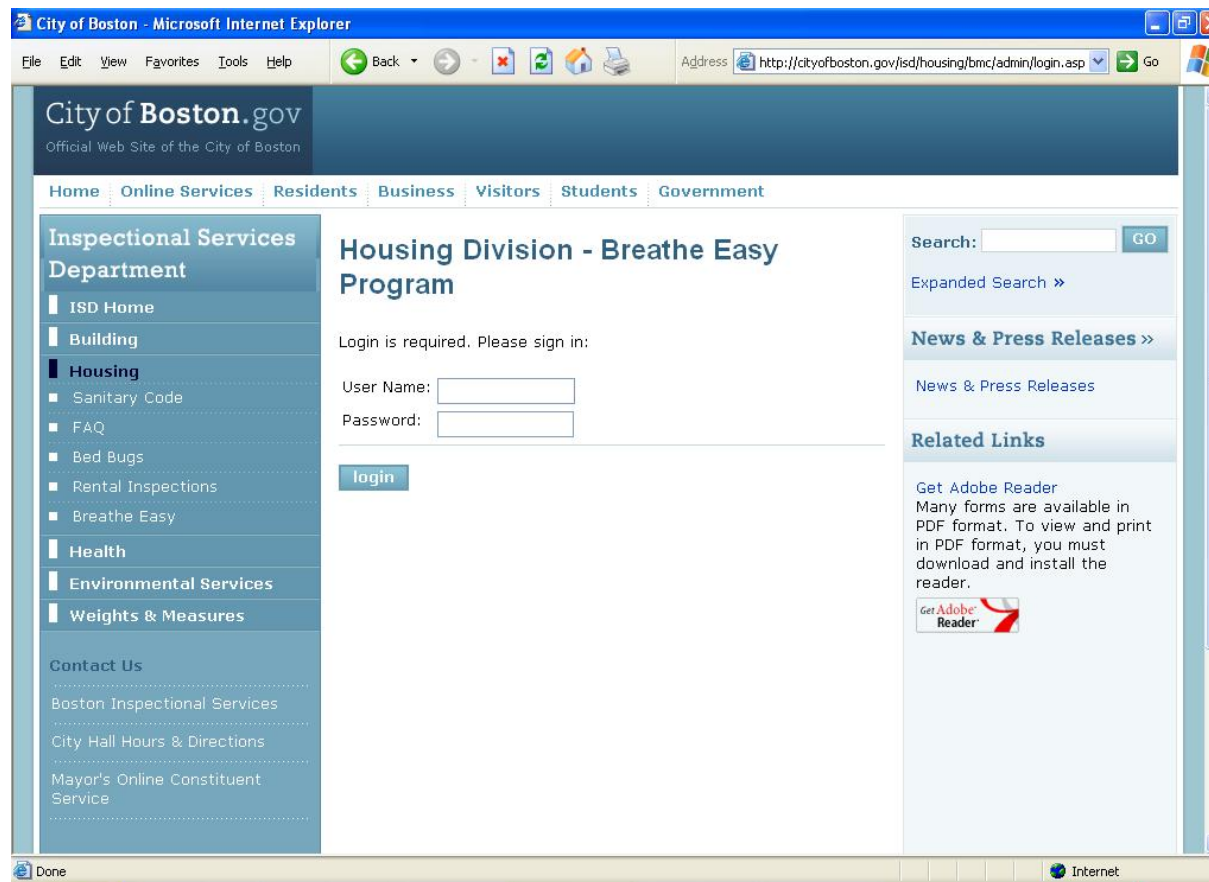 City of Boston - Microsoft Internet Explorer
File Edit View Favorites Tools Help Back Address http://cityofboston.gov/isd/housing/bmc/admin/login.asp Go
City of Boston.gov
Official Web Site of the City of Boston
Home Online Services Residents Business Visitors Students Government
Inspectional Services
Department
ISD Home
Building
Housing
Sanitary Code
FAQ
Bed Bugs
Rental Inspections
Breathe Easy
Health
Environmental Services
Weights & Measures
Contact Us
Boston Inspectional Services
City Hall Hours & Directions
Mayor's Online Constituent
Service
Housing Division - Breathe Easy
Program
Login is required. Please sign in:
User Name:
Password:
login
Search: GO
Expanded Search »
News & Press Releases »
News & Press Releases
Related Links
Get Adobe Reader
Many forms are available in
PDF format. To view and print
in PDF format, you must
download and install the
reader.
Get Adobe
Reader
Done Internet